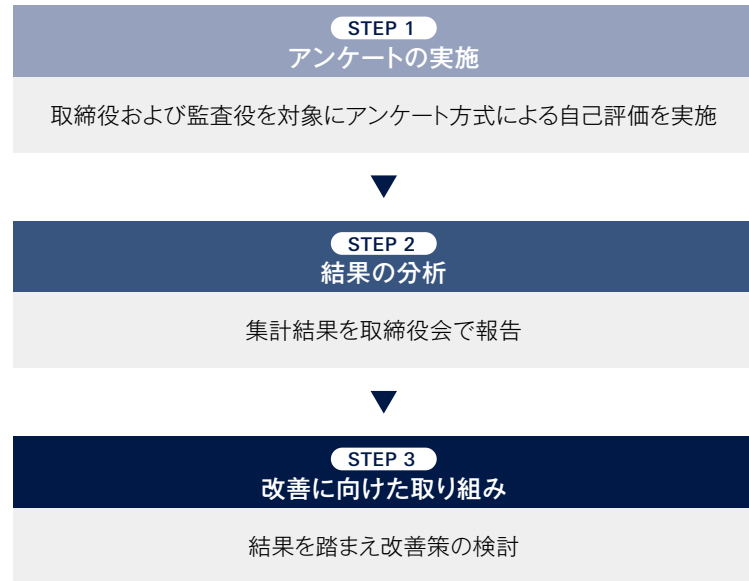 STEP 1
アンケートの実施
取締役および監査役を対象にアンケート方式による自己評価を実施
STEP 2
結果の分析
集計結果を取締役会で報告
STEP 3
改善に向けた取り組み
結果を踏まえ改善策の検討